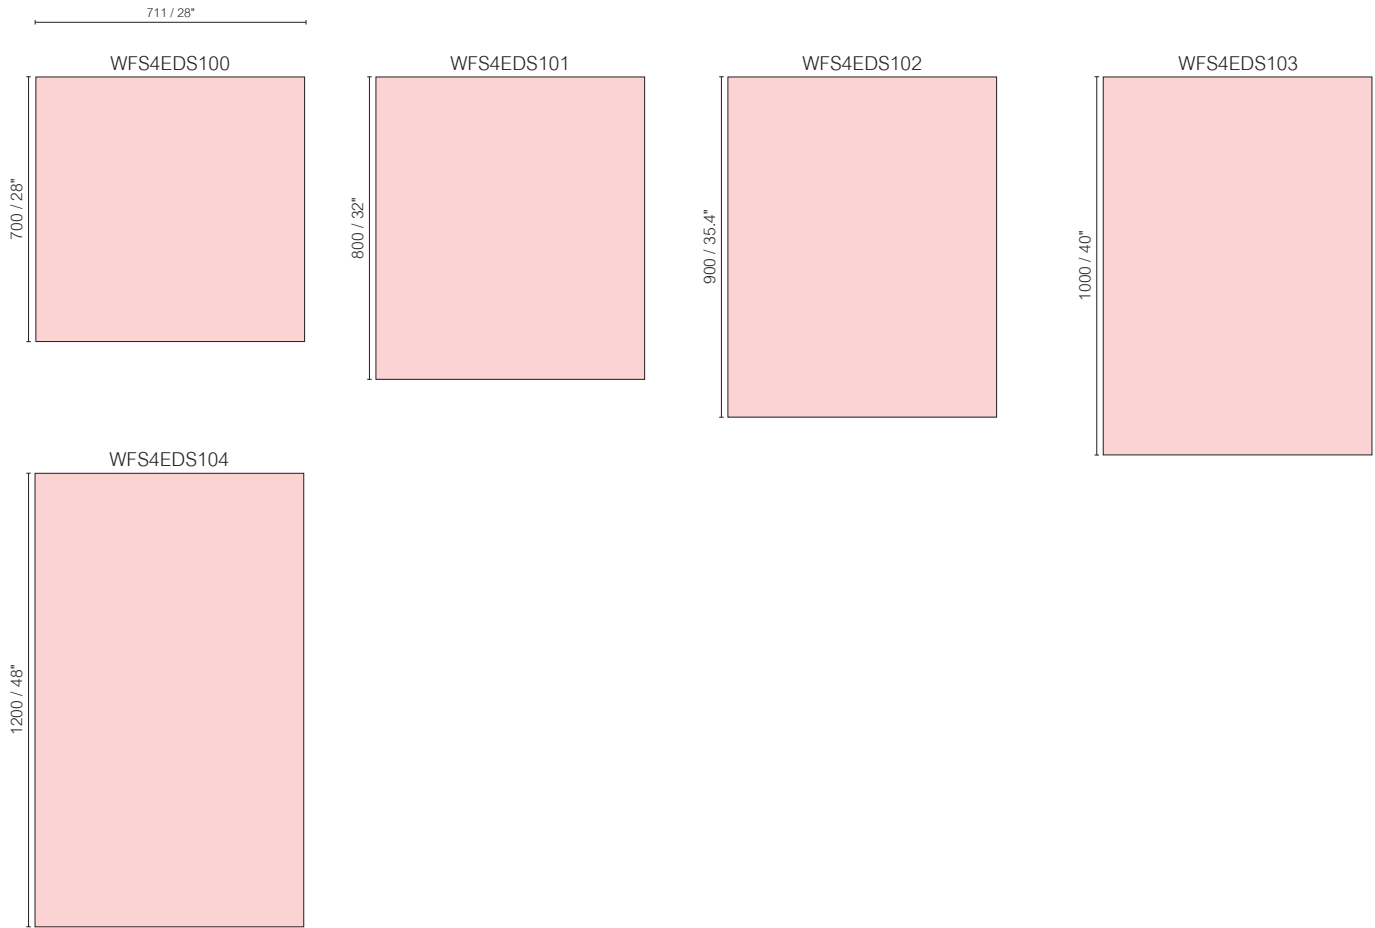 711 / 28"
WFS4EDS100
WFS4EDS101
WFS4EDS102
WFS4EDS103
700 / 28"
800 / 32"
900 / 35.4"
1000 / 40"
WFS4EDS104
1200 / 48"